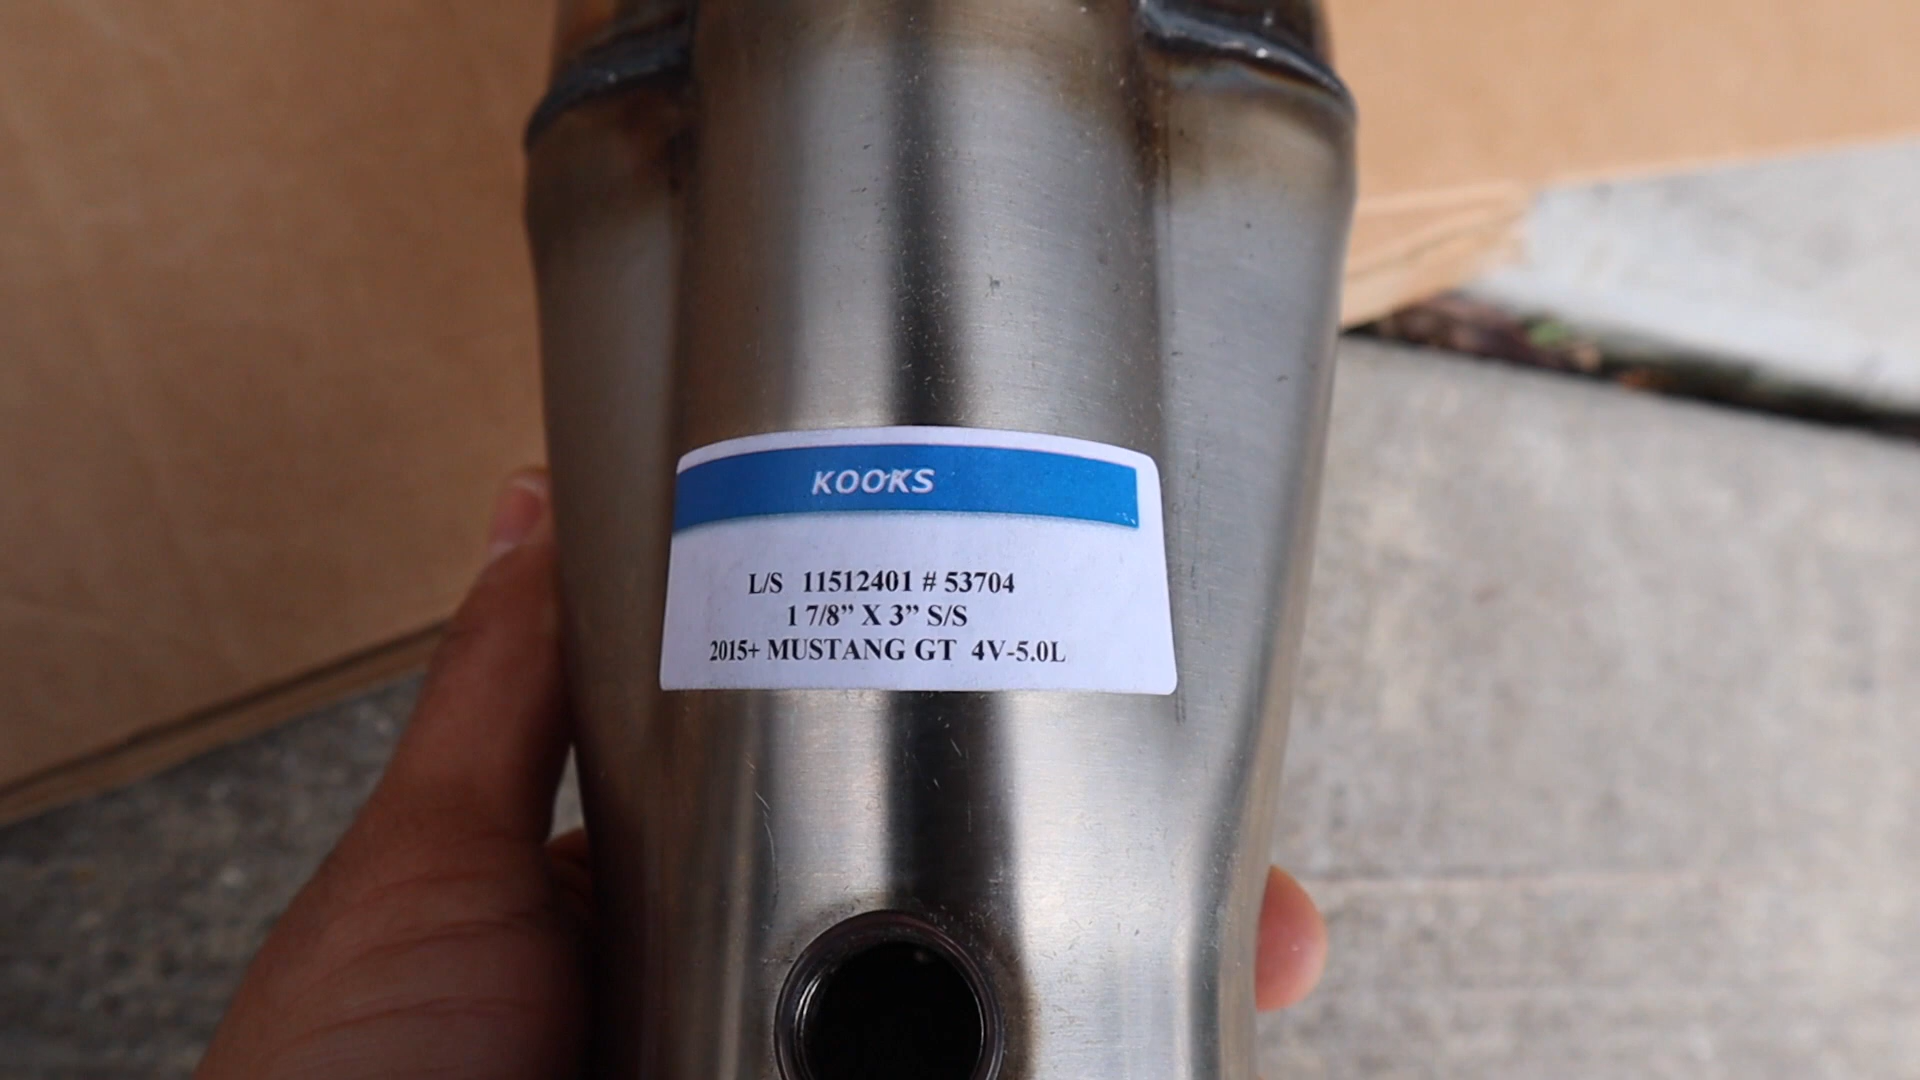 KOOKS
L/S 11512401 # 53704
1 7/8” X 3” S/S
2015+ MUSTANG GT 4V-5.0L